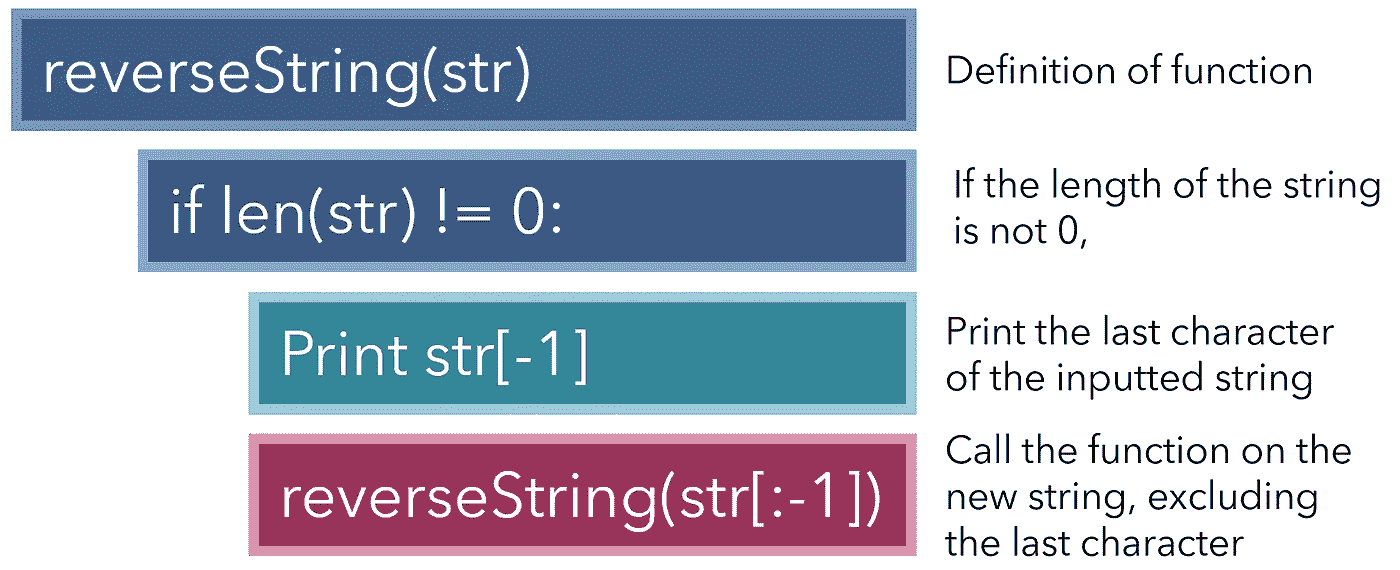 reverseString(str)
Definition of function
if len(str) != 0:
If the length of the string
is not 0,
Print str[-1]
Print the last character
of the inputted string
reverseString(str[:-1])
Call the function on the
new string, excluding
the last character